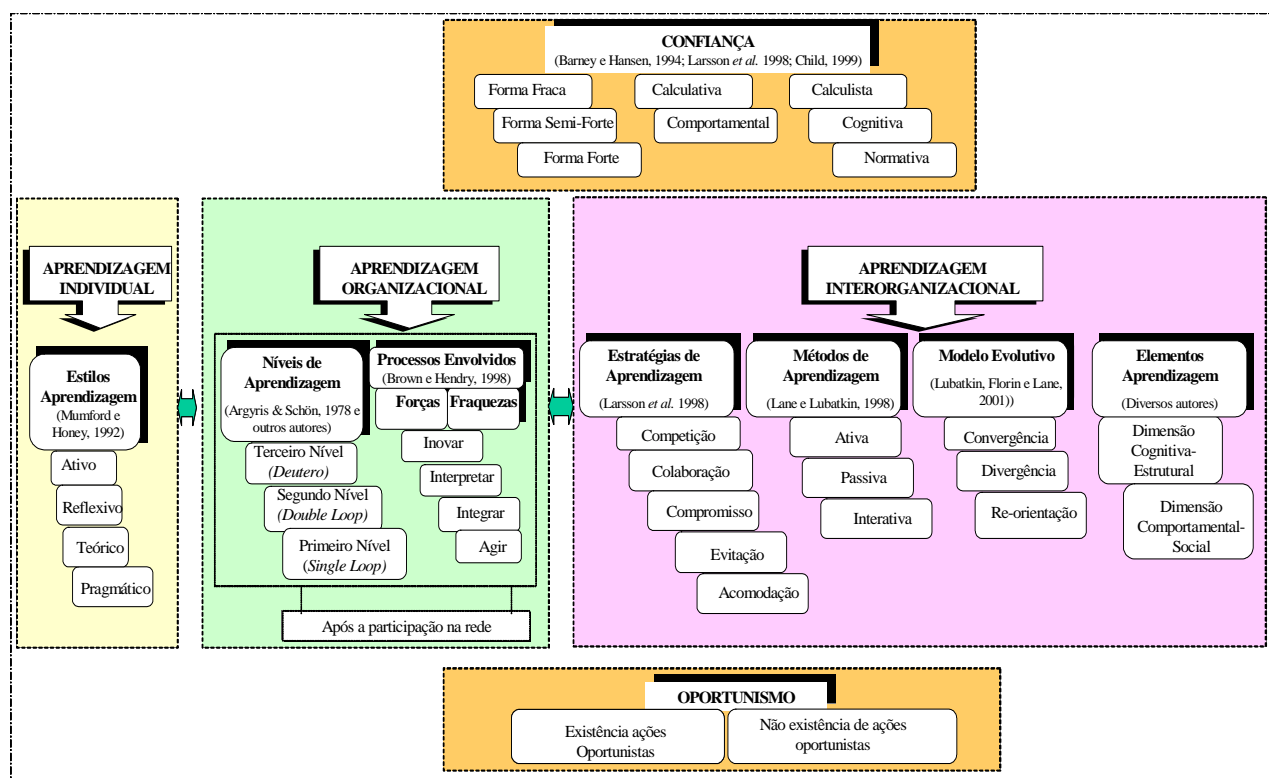 CONFIANÇA
(Barney e Hansen, 1994; Larsson et al. 1998; Child, 1999)
Forma Fraca
Forma Semi-Forte
Forma Forte
Calculativa
Comportamental
Calculista
Cognitiva
Normativa
APRENDIZAGEM
INDIVIDUAL
Estilos
Aprendizagem
(Mumford e
Honey, 1992)
Ativo
Reflexivo
Teórico
Pragmático
APRENDIZAGEM
ORGANIZACIONAL
Níveis de
Aprendizagem
(Argyris & Schön, 1978 e
outros autores)
Terceiro Nível
(Deutero)
Segundo Nível
(Double Loop)
Primeiro Nível
(Single Loop)
Processos Envolvidos
(Brown e Hendry, 1998)
Forças
Fraquezas
Inovar
Interpretar
Integrar
Agir
Após a participação na rede
APRENDIZAGEM
INTERORGANIZACIONAL
Estratégias de
Aprendizagem
(Larsson et al. 1998)
Competição
Colaboração
Compromisso
Evitação
Acomodação
Métodos de
Aprendizagem
(Lane e Lubatkin, 1998)
Ativa
Passiva
Interativa
Modelo Evolutivo
(Lubatkin, Florin e Lane,
2001))
Convergência
Divergência
Re-orientação
Elementos
Aprendizagem
(Diversos autores)
Dimensão
Cognitiva-
Estrutural
Dimensão
Comportamental-
Social
OPORTUNISMO
Existência ações
Oportunistas
Não existência de ações
oportunistas